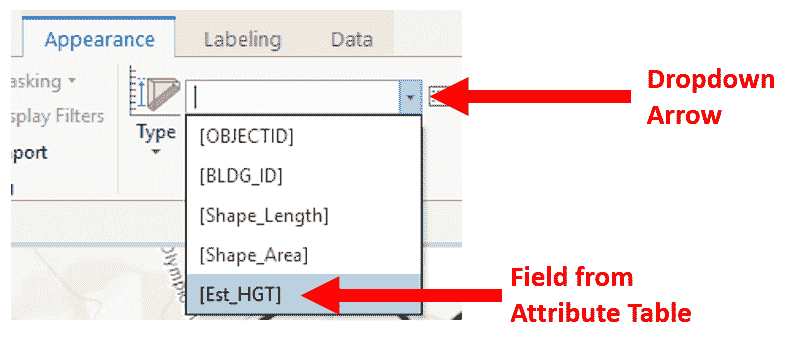 Appearance Labeling Data
asking
splay Filters
port
Type
Dropdown
Arrow
[OBJECTID]
[BLDG_ID]
[Shape_Length]
[Shape_Area]
[Est_HGT]
Field from
Attribute Table
Olympic